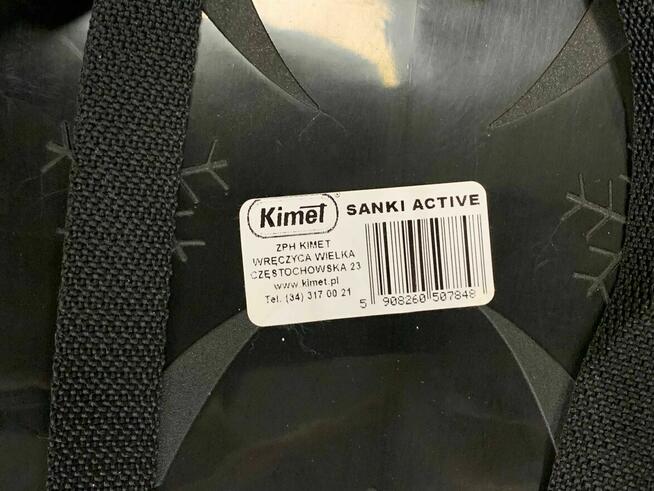 Kimet
SANKI ACTIVE
ZPH KIMET
WRĘCZYCA WIELKA
CZĘSTOCHOWSKA 23
www.kimet.pl
Tel. (34) 317 00 21
5 908260 507848